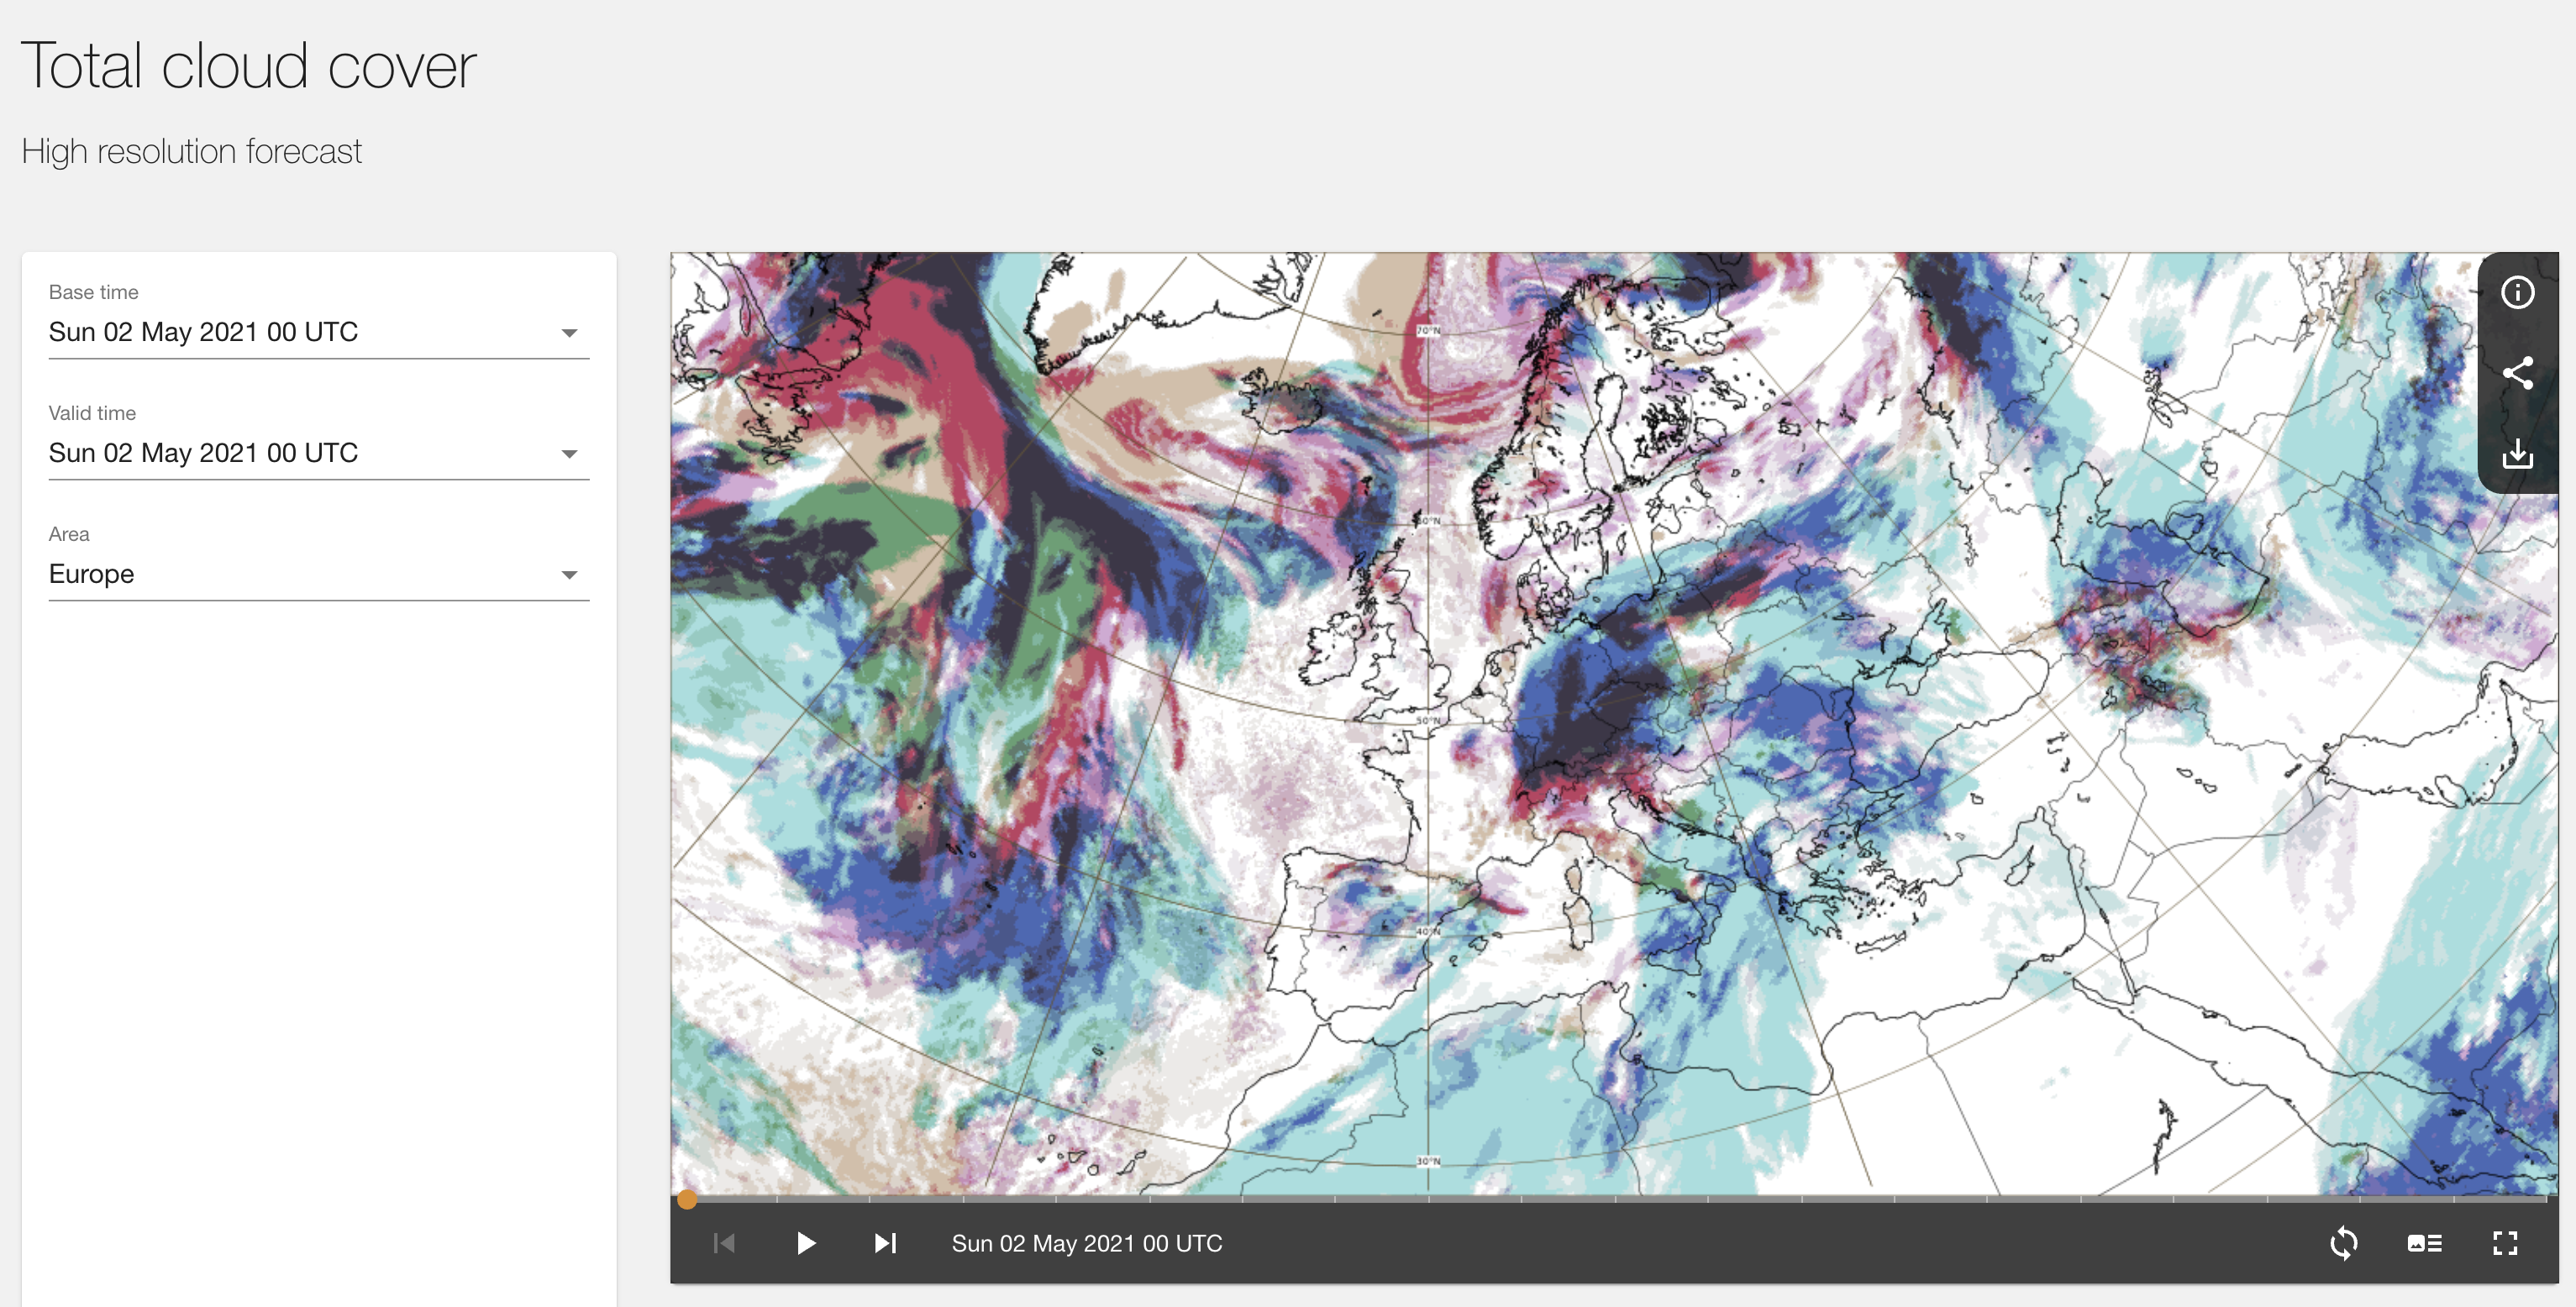 Total cloud cover
High resolution forecast
Base time
Sun 02 May 2021 00 UTC
Valid time
Sun 02 May 2021 00 UTC
Area
Europe
70°N
60°N
50°N
40°N
30°N
Sun 02 May 2021 00 UTC